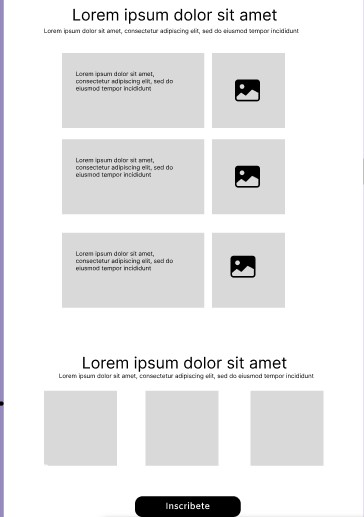 Lorem ipsum dolor sit amet
Lorem ipsum dolor sit amet, consectetur adipiscing elit, sed do eiusmod tempor incididunt
Lorem ipsum dolor sit amet,
consectetur adipiscing elit, sed do
eiusmod tempor incididunt
Lorem ipsum dolor sit amet,
consectetur adipiscing elit, sed do
eiusmod tempor incididunt
Lorem ipsum dolor sit amet,
consectetur adipiscing elit, sed do
eiusmod tempor incididunt
Lorem ipsum dolor sit amet
Lorem ipsum dolor sit amet, consectetur adipiscing elit, sed do eiusmod tempor incididunt
Inscribete